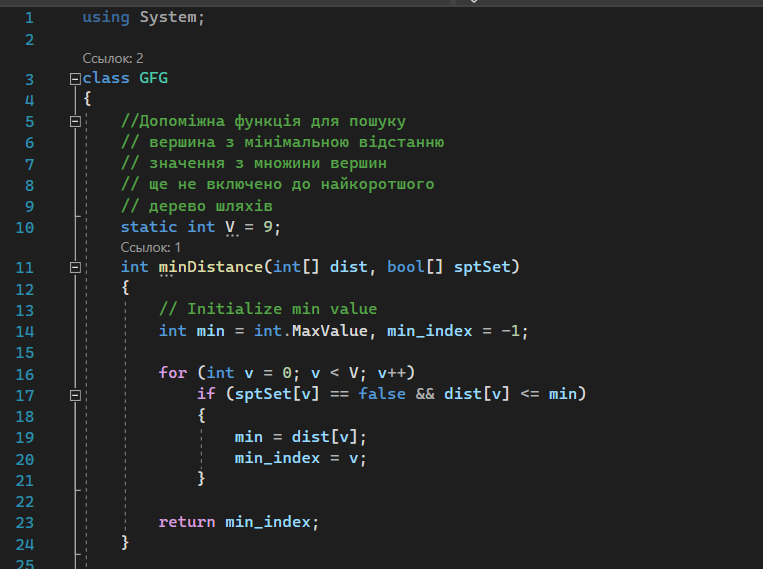 1 using System;
2
Ссылок: 2
3 class GFG
4 {
5 //Допоміжна функція для пошуку
6 // вершина з мінімальною відстанню
7 // значення з множини вершин
8 // ще не включено до найкоротшого
9 // дерево шляхів
10 static int V = 9;
Ссылок: 1
11 int minDistance(int[] dist, bool[] sptSet)
12 {
13 // Initialize min value
14 int min = int.MaxValue, min_index = -1;
15
16 for (int v = 0; v < V; v++)
17 if (sptSet[v] == false && dist[v] <= min)
18 {
19 min = dist[v];
20 min_index = v;
21 }
22
23 return min_index;
24 }
25